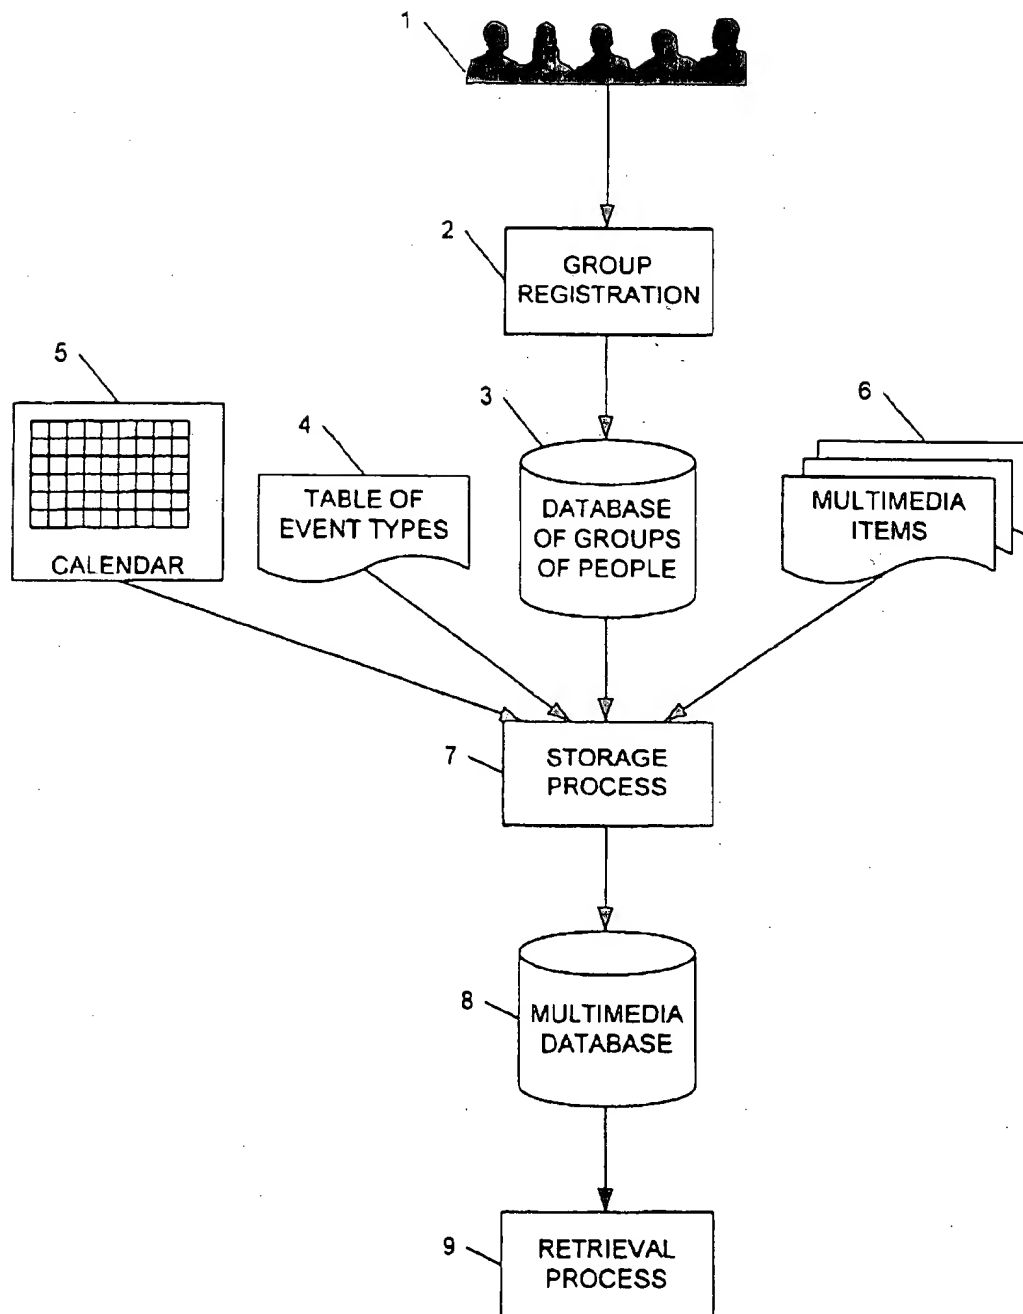 1
2
GROUP
REGISTRATION
5
CALENDAR
4
TABLE OF
EVENT TYPES
3
DATABASE
OF GROUPS
OF PEOPLE
6
MULTIMEDIA
ITEMS
7
STORAGE
PROCESS
8
MULTIMEDIA
DATABASE
9
RETRIEVAL
PROCESS